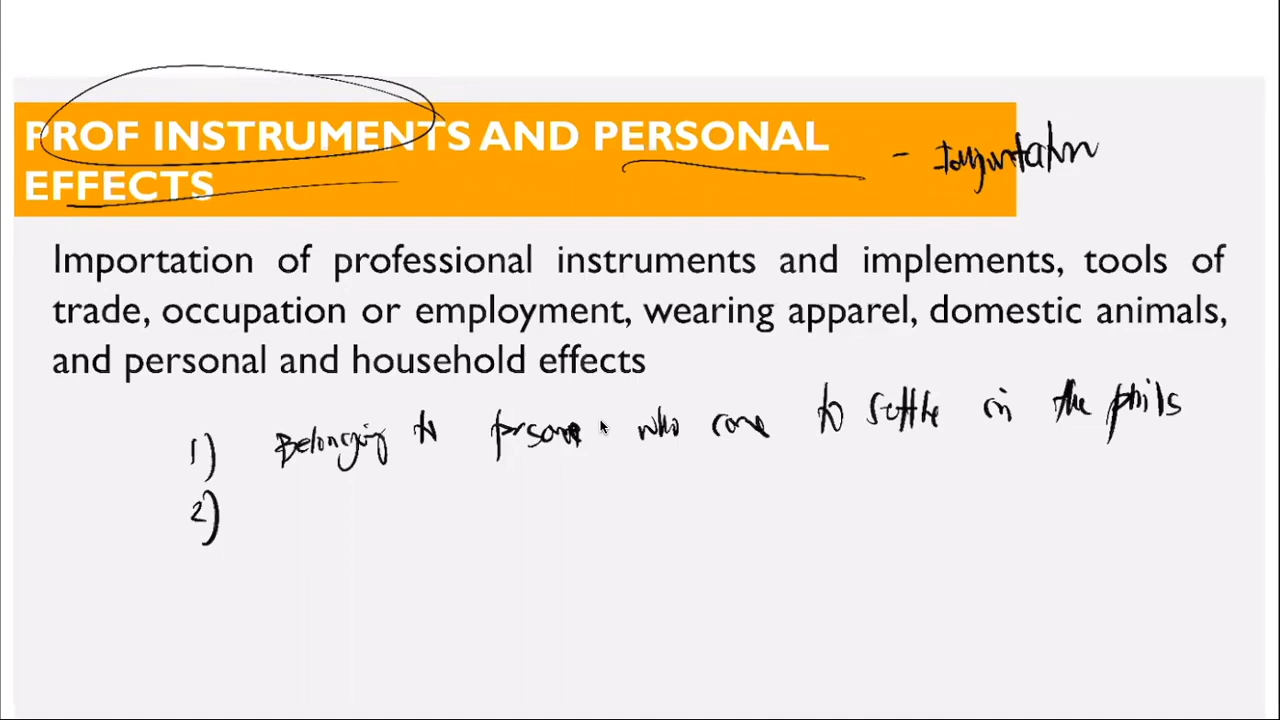 PROF INSTRUMENTS AND PERSONAL
EFFECTS
- Importation
Importation of professional instruments and implements, tools of
trade, occupation or employment, wearing apparel, domestic animals,
and personal and household effects
1) Belonging to persons who come to settle in the phils
2)